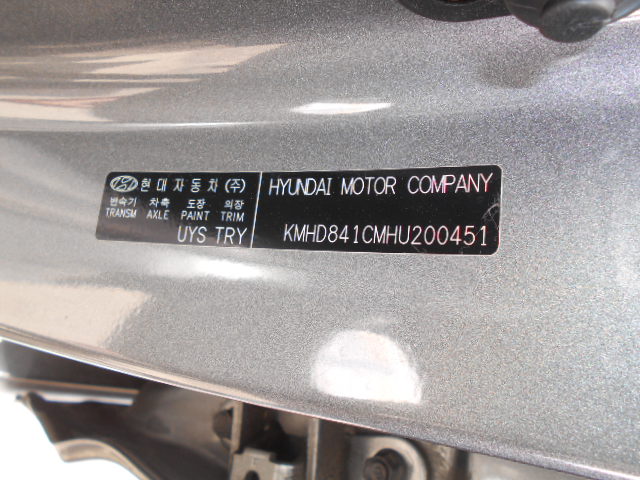 현대자동차(주)
변속기 차축 도장 의장
TRANSM AXLE PAINT TRIM
UYS TRY
HYUNDAI MOTOR COMPANY
KMHD841CMHU200451